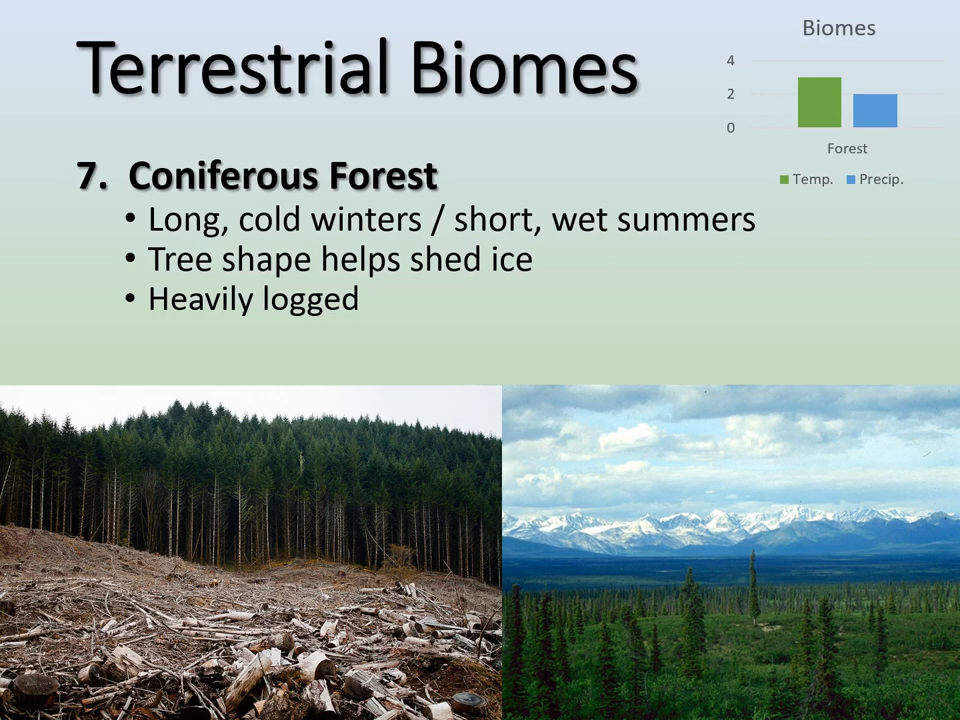 Terrestrial Biomes
7. Coniferous Forest
• Long, cold winters / short, wet summers
• Tree shape helps shed ice
• Heavily logged
Biomes
4
2
0
Forest
Temp. Precip.